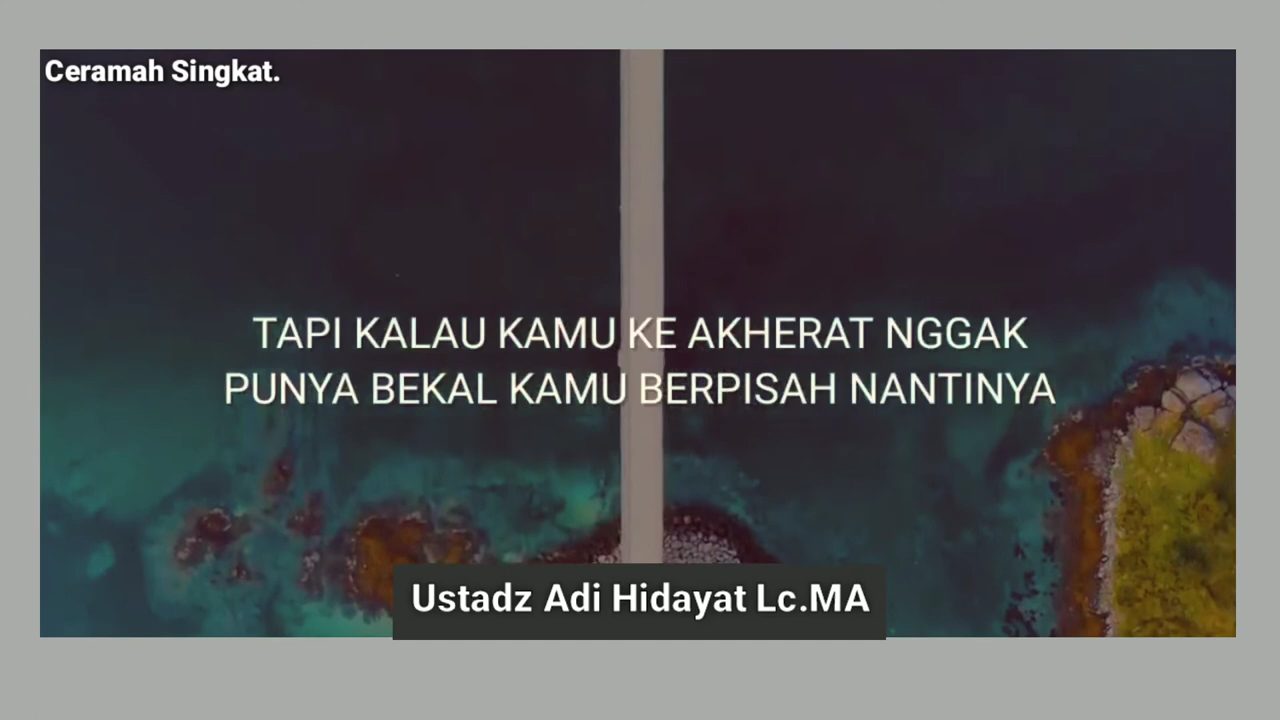 Ceramah Singkat.
TAPI KALAU KAMU KE AKHERAT NGGAK
PUNYA BEKAL KAMU BERPISAH NANTINYA
Ustadz Adi Hidayat Lc.MA